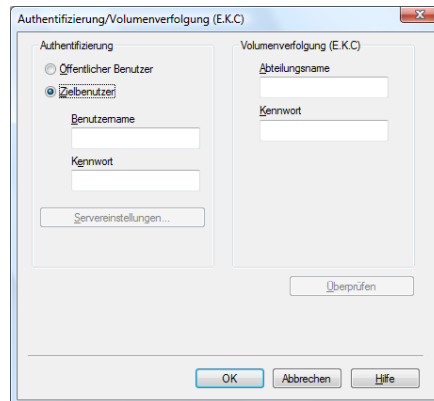 Authentifizierung/Volumenverfolgung (E.K.C)
Authentifizierung
Öffentlicher Benutzer
Zielbenutzer
Benutzername
Kennwort
Servereinstellungen...
Volumenverfolgung (E.K.C)
Abteilungsname
Kennwort
Überprüfen
OK
Abbrechen
Hilfe